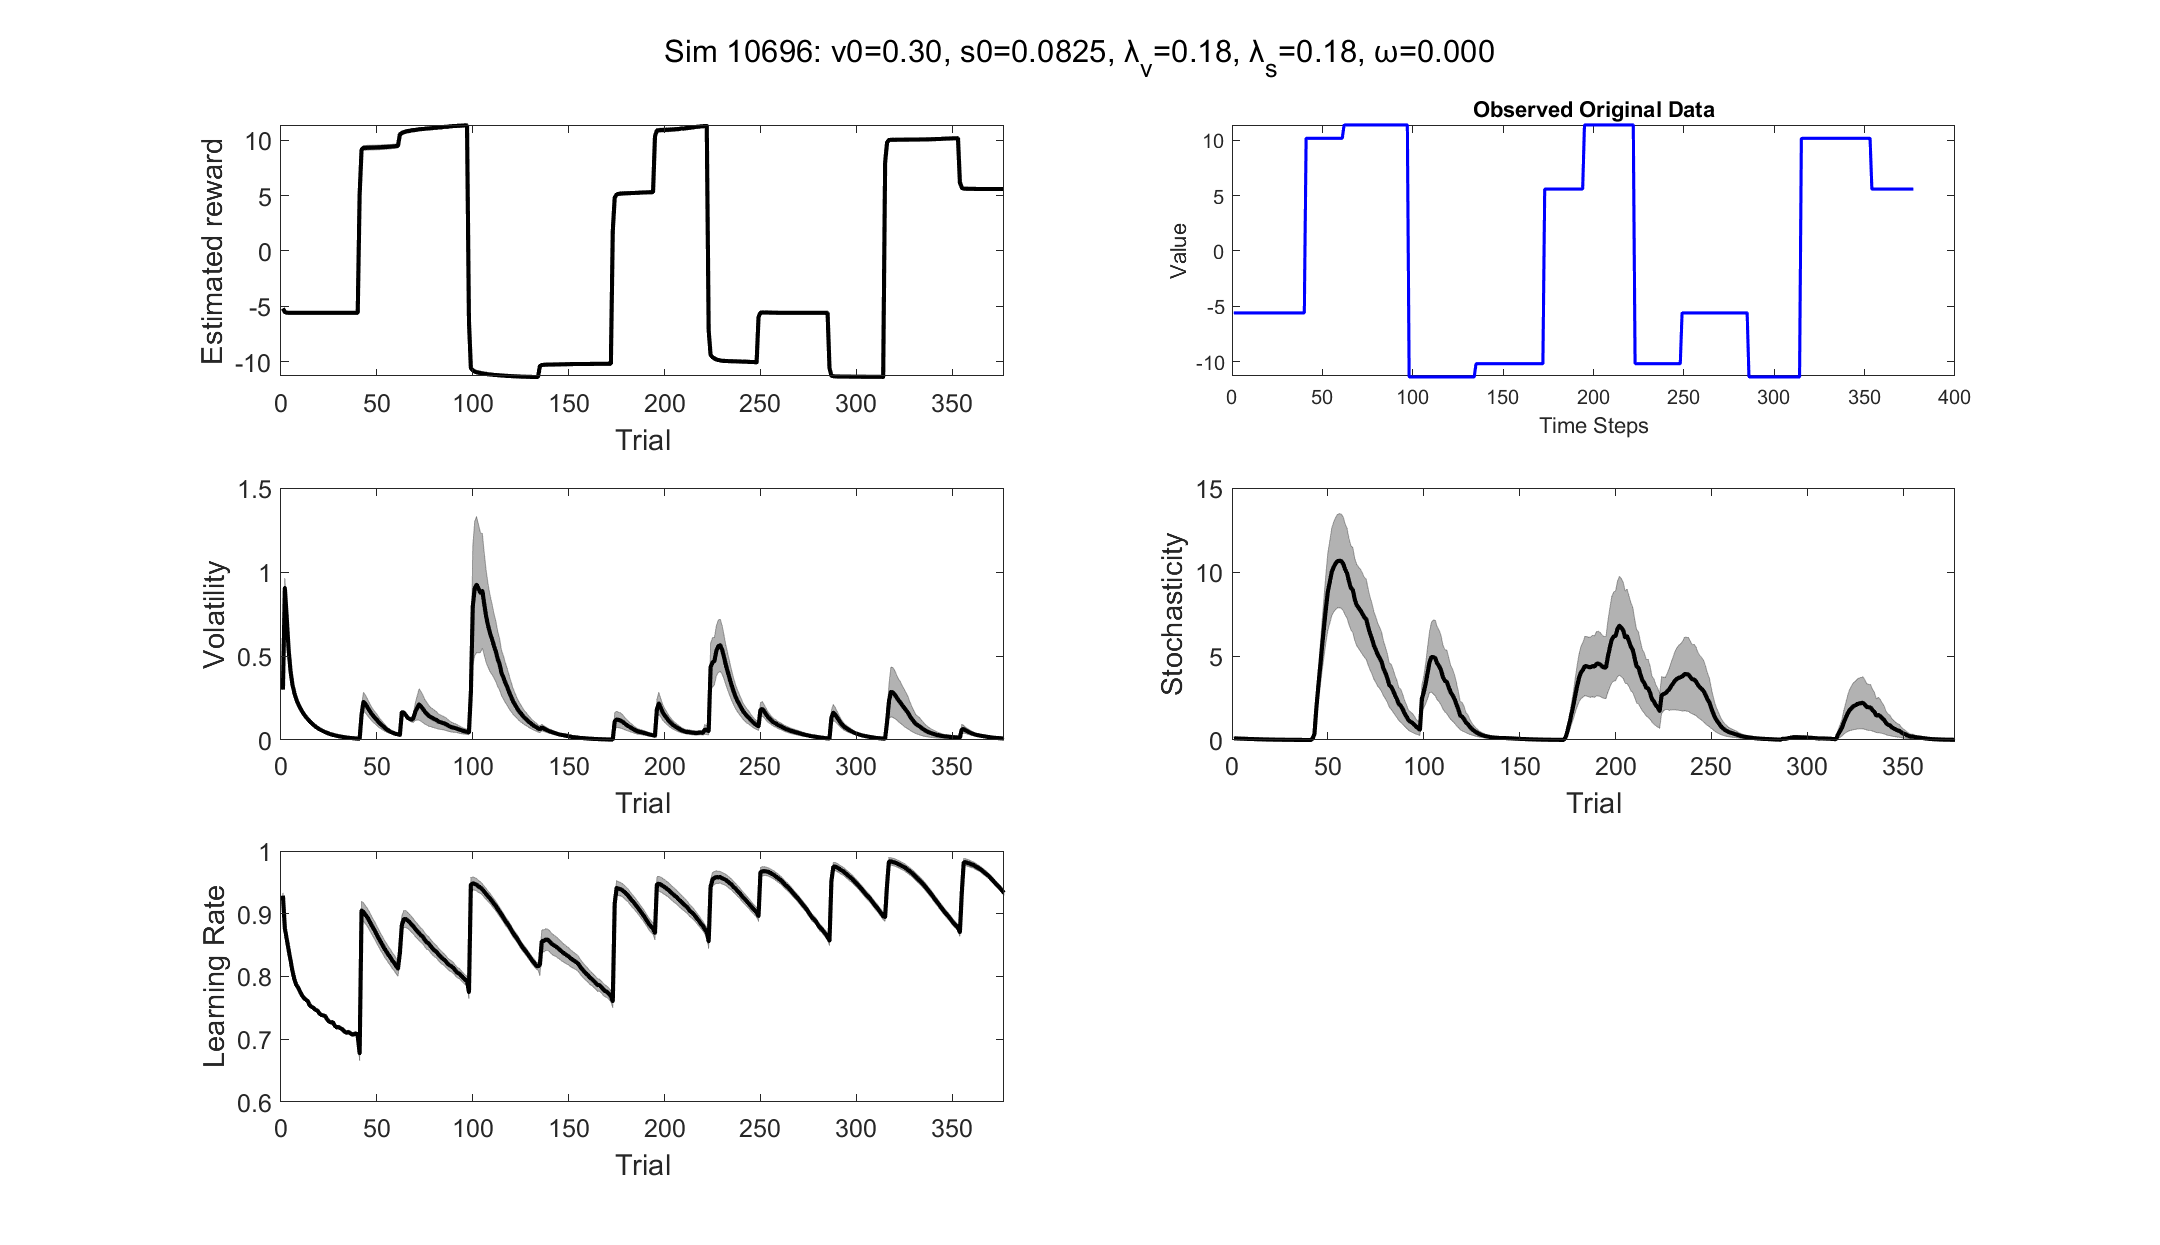 Sim 10696: v0=0.30, s0=0.0825, λv=0.18, λs=0.18, ω=0.000
Estimated reward
10
5
0
-5
-10
0 50 100 150 200 250 300 350
Trial
Observed Original Data
Value
10
5
0
-5
-10
0 50 100 150 200 250 300 350 400
Time Steps
Volatility
1.5
1
0.5
0
0 50 100 150 200 250 300 350
Trial
Stochasticity
15
10
5
0
0 50 100 150 200 250 300 350
Trial
Learning Rate
1
0.9
0.8
0.7
0.6
0 50 100 150 200 250 300 350
Trial